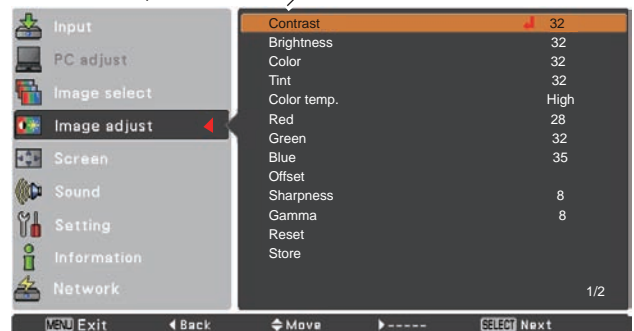 Input
PC adjust
Image select
Image adjust
Screen
Sound
Setting
Information
Network
Contrast 32
Brightness 32
Color 32
Tint 32
Color temp. High
Red 28
Green 32
Blue 35
Offset
Sharpness 8
Gamma 8
Reset
Store
1/2
MENU Exit ◀Back ◆Move ▶----- SELECT Next